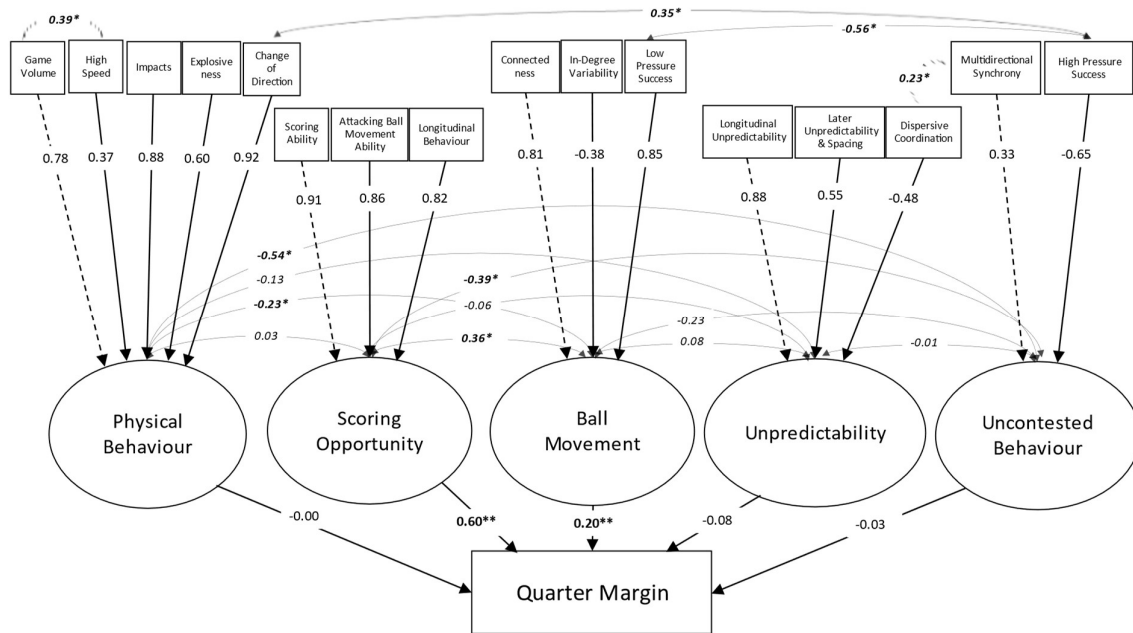 0.39*
0.35*
-0.56*
Game
Volume
High
Speed
Impacts
Explosive
ness
Change
of
Direction
Connected
ness
In-Degree
Variability
Low
Pressure
Success
0.23*
Multidirectional
Synchrony
High Pressure
Success
Scoring
Ability
Attacking Ball
Movement
Ability
Longitudinal
Behaviour
Longitudinal
Unpredictability
Later
Unpredictability
& Spacing
Dispersive
Coordination
0.78
0.37
0.88
0.60
0.92
0.81
-0.38
0.85
0.33
-0.65
0.91
0.86
0.82
0.88
0.55
-0.48
-0.54*
-0.13
-0.39*
-0.23*
-0.06
-0.23
0.03
0.36*
0.08
-0.01
Physical
Behaviour
Scoring
Opportunity
Ball
Movement
Unpredictability
Uncontested
Behaviour
-0.00
0.60**
0.20**
-0.08
-0.03
Quarter Margin